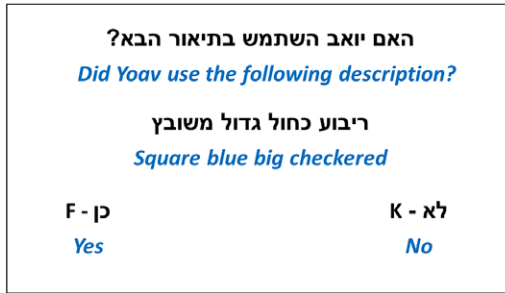 האם יואב השתמש בתיאור הבא?
Did Yoav use the following description?
ריבוע כחול גדול משובץ
Square blue big checkered
כן - F
לא - K
Yes
No